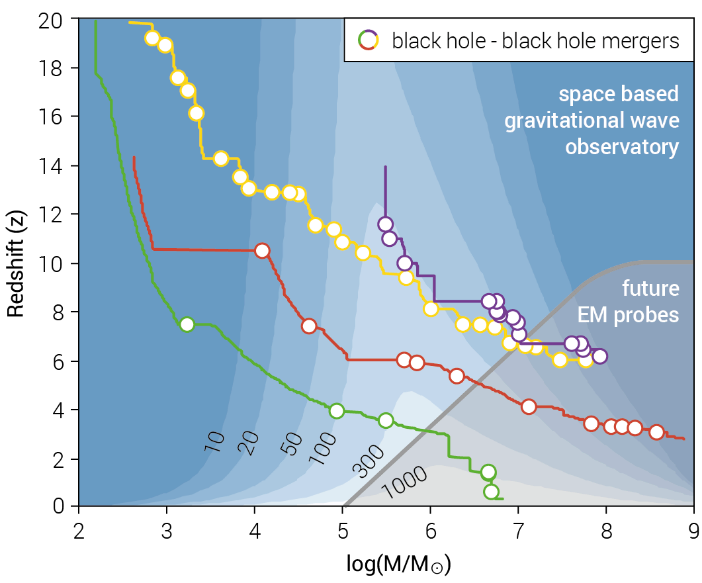 20
18
16
14
12
10
8
6
4
2
0
Redshift (z)
black hole - black hole mergers
space based
gravitational wave
observatory
future
EM probes
10
20
50
100
300
1000
2 3 4 5 6 7 8 9
log(M/M☉)